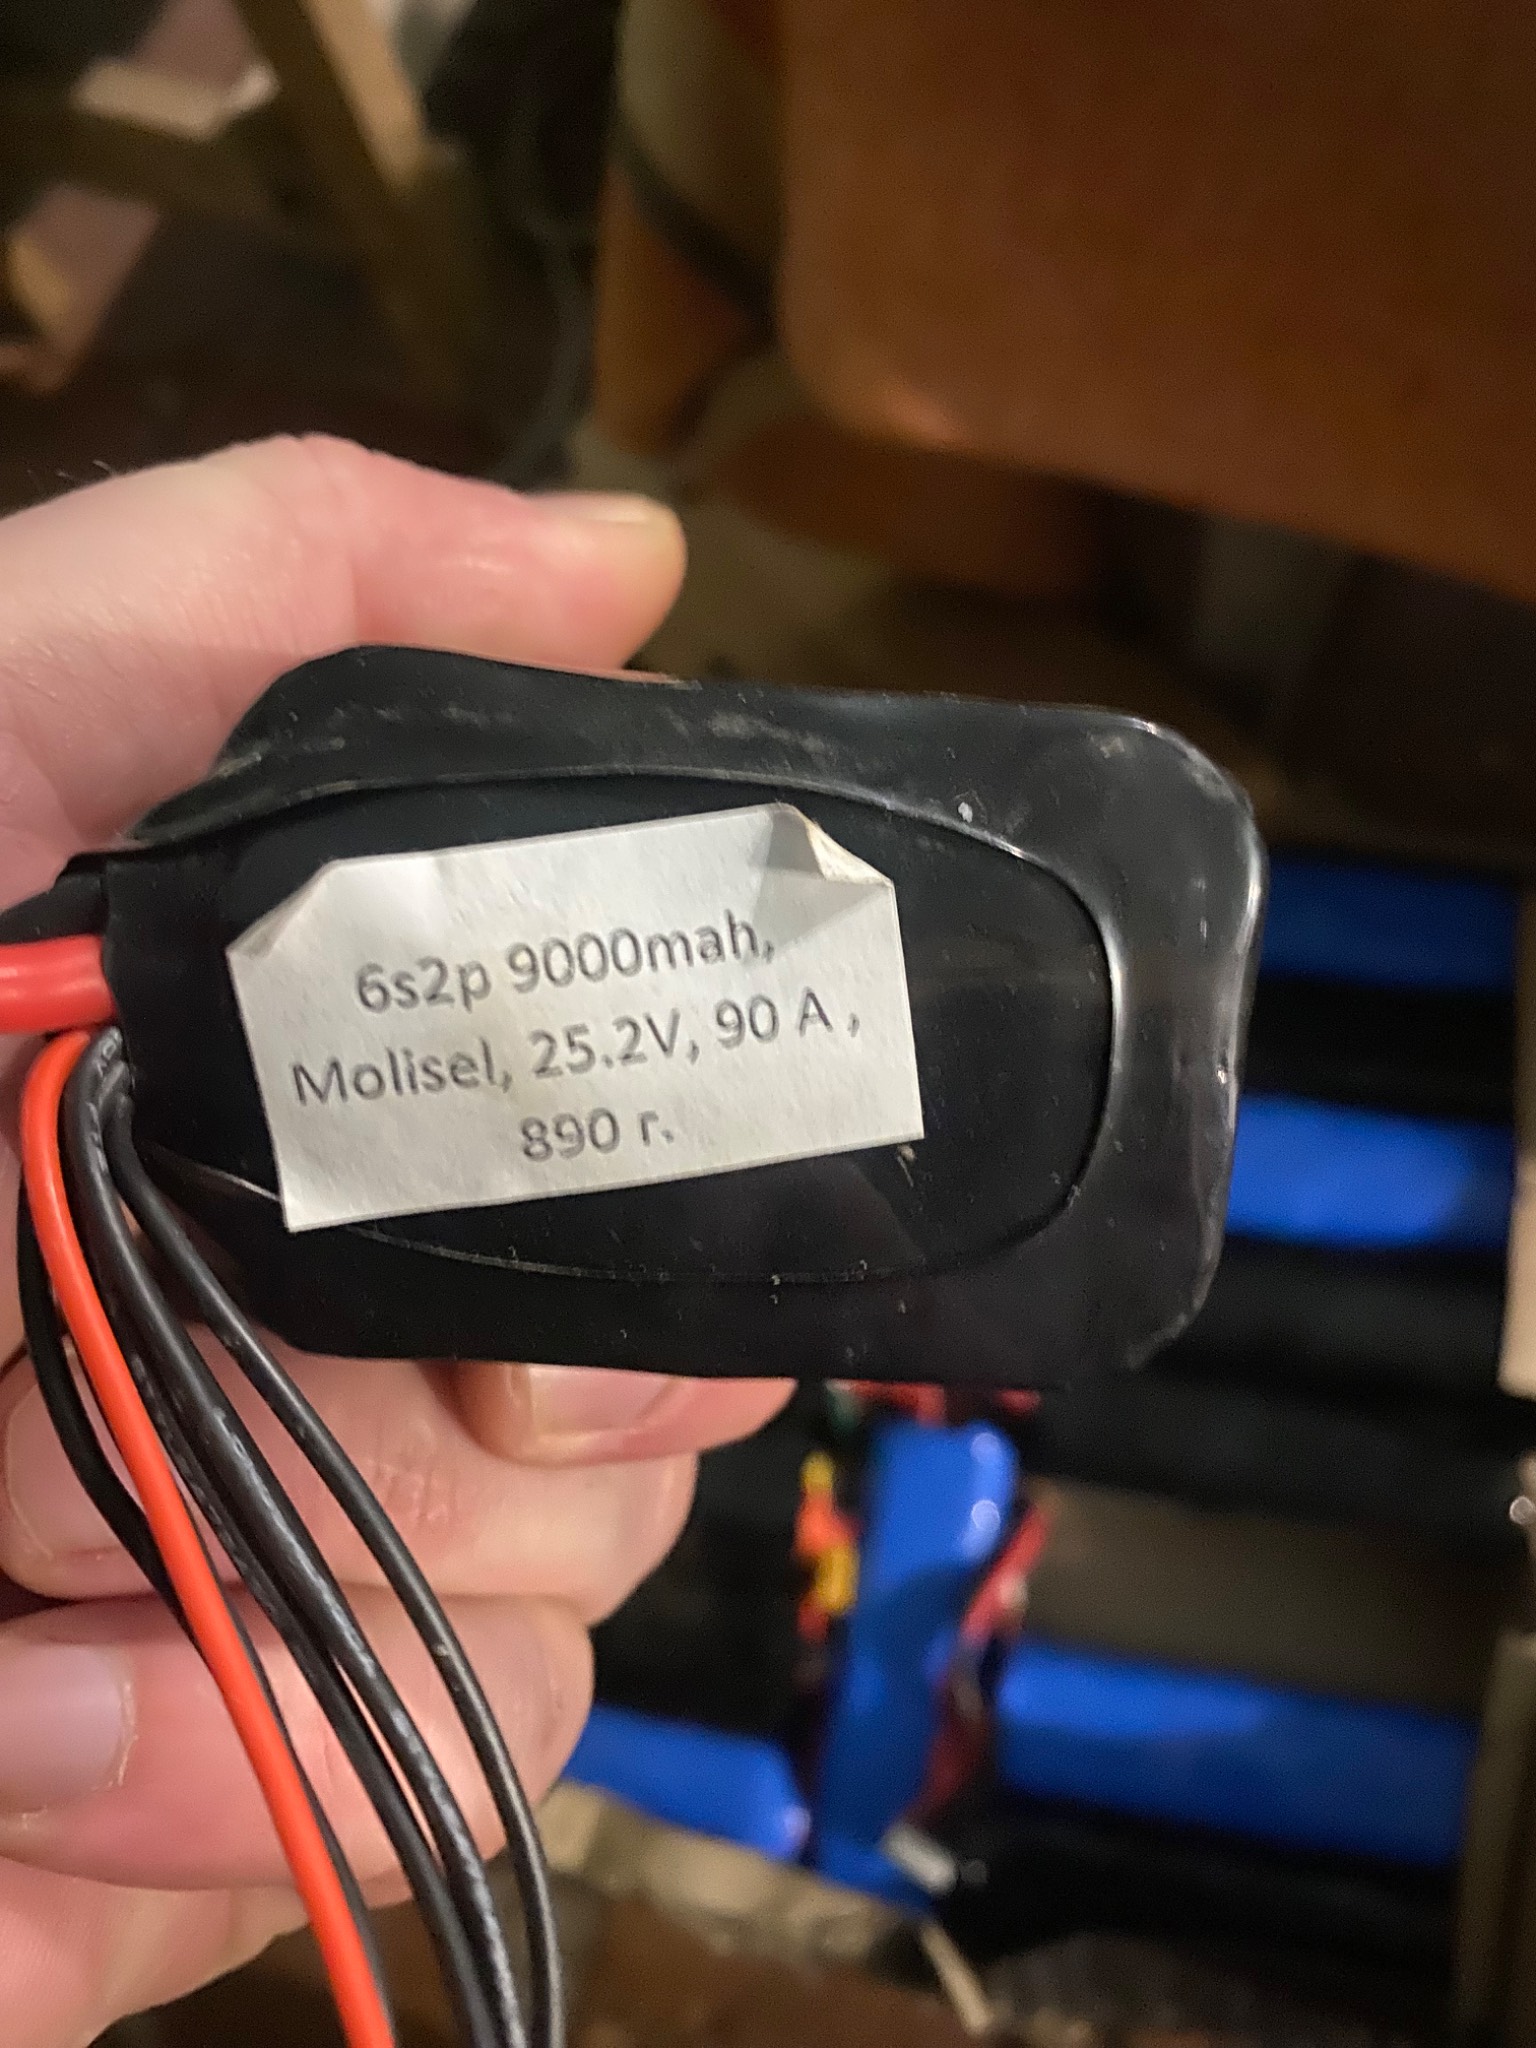 6s2p 9000mah,
Molisel, 25.2V, 90 A ,
890 г.